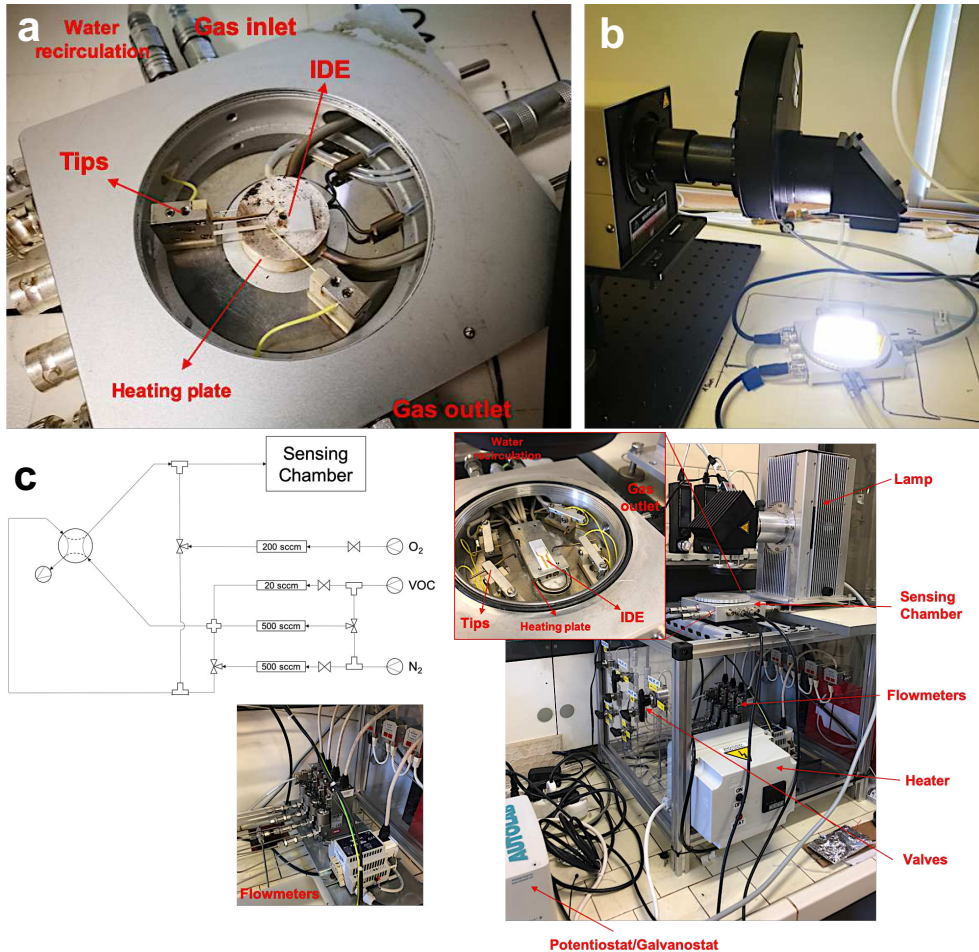 a
Water
recirculation
Gas inlet
IDE
Tips
Heating plate
Gas outlet
b
c
Sensing
Chamber
200 sccm
O₂
20 sccm
VOC
500 sccm
500 sccm
N₂
Flowmeters
Water
recirculation
Gas
outlet
Tips
Heating plate
IDE
Lamp
Sensing
Chamber
Flowmeters
Heater
Valves
AUTOLAB
Potentiostat/Galvanostat